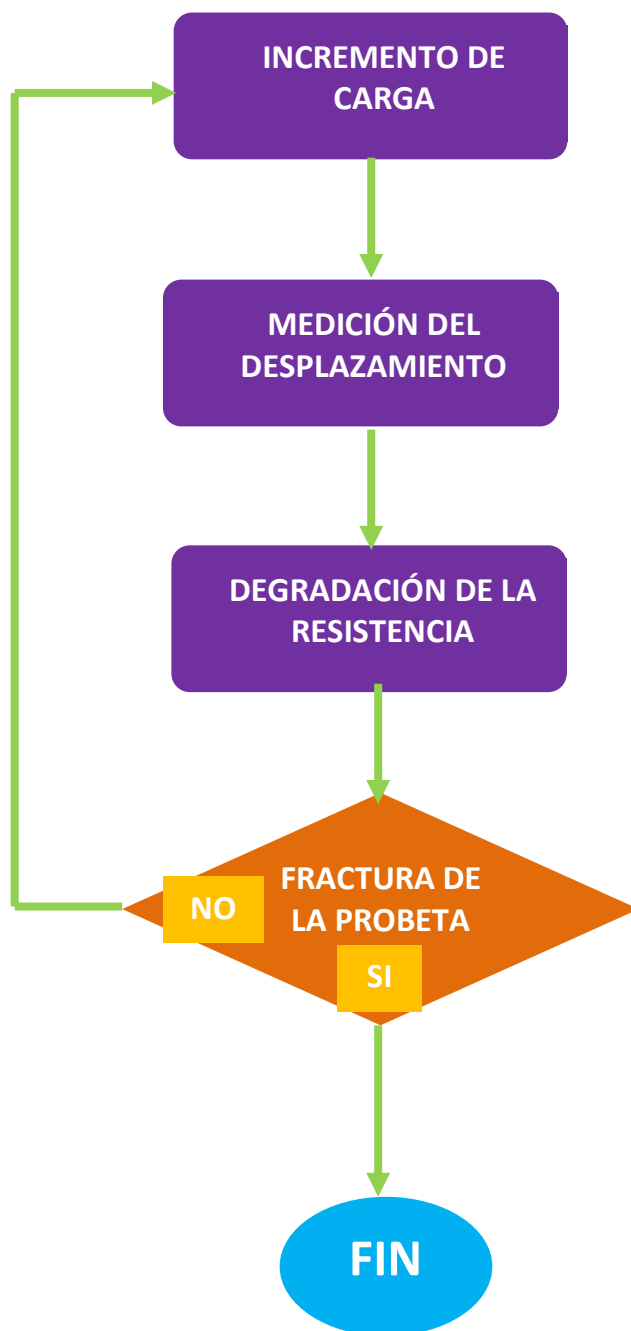 INCREMENTO DE
CARGA
MEDICIÓN DEL
DESPLAZAMIENTO
DEGRADACIÓN DE LA
RESISTENCIA
FRACTURA DE
LA PROBETA
NO
SI
FIN